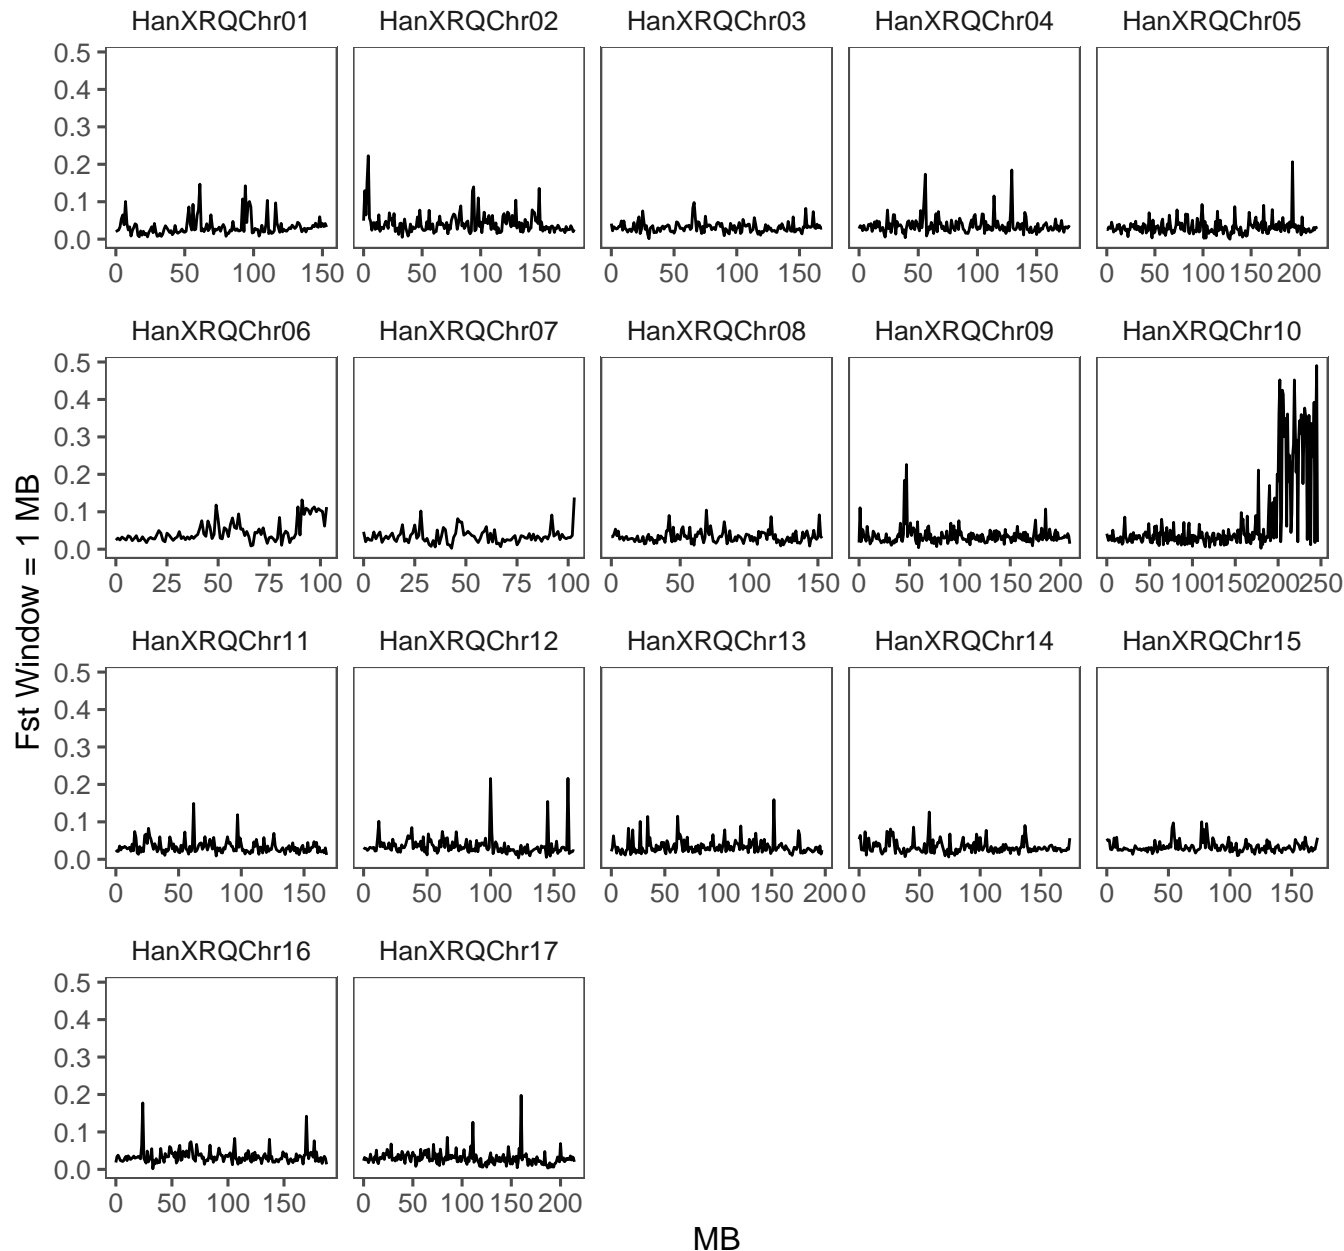 HanXRQChr01 HanXRQChr02 HanXRQChr03 HanXRQChr04 HanXRQChr05
0.5
0.4
0.3
0.2
0.1
0.0
0 50 100 150 0 50 100 150 0 50 100 150 0 50 100 150 0 50 100 150 200
HanXRQChr06 HanXRQChr07 HanXRQChr08 HanXRQChr09 HanXRQChr10
0.5
0.4
0.3
0.2
0.1
0.0
0 25 50 75 100 0 25 50 75 100 0 50 100 150 0 50 100 150 200 0 50 100 150 200 250
Fst Window = 1 MB
HanXRQChr11 HanXRQChr12 HanXRQChr13 HanXRQChr14 HanXRQChr15
0.5
0.4
0.3
0.2
0.1
0.0
0 50 100 150 0 50 100 150 0 50 100 150 200 0 50 100 150 0 50 100 150
HanXRQChr16 HanXRQChr17
0.5
0.4
0.3
0.2
0.1
0.0
0 50 100 150 0 50 100 150 200
MB